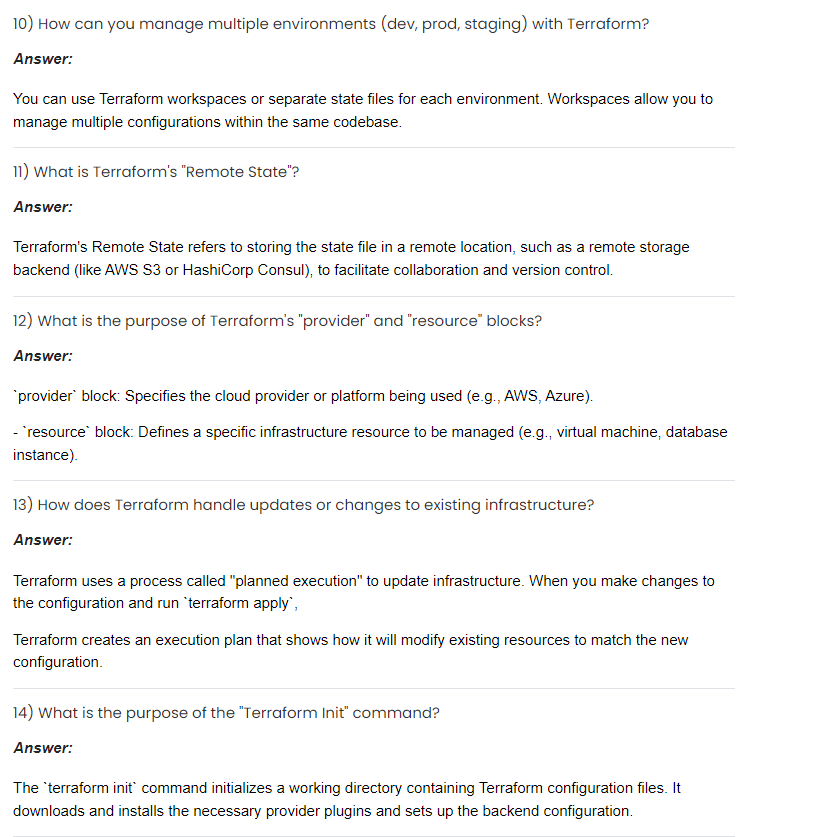 10) How can you manage multiple environments (dev, prod, staging) with Terraform?
Answer:
You can use Terraform workspaces or separate state files for each environment. Workspaces allow you to
manage multiple configurations within the same codebase.
11) What is Terraform's "Remote State"?
Answer:
Terraform's Remote State refers to storing the state file in a remote location, such as a remote storage
backend (like AWS S3 or HashiCorp Consul), to facilitate collaboration and version control.
12) What is the purpose of Terraform's "provider" and "resource" blocks?
Answer:
`provider` block: Specifies the cloud provider or platform being used (e.g., AWS, Azure).
- `resource` block: Defines a specific infrastructure resource to be managed (e.g., virtual machine, database
instance).
13) How does Terraform handle updates or changes to existing infrastructure?
Answer:
Terraform uses a process called "planned execution" to update infrastructure. When you make changes to
the configuration and run `terraform apply`,
Terraform creates an execution plan that shows how it will modify existing resources to match the new
configuration.
14) What is the purpose of the "Terraform Init" command?
Answer:
The `terraform init` command initializes a working directory containing Terraform configuration files. It
downloads and installs the necessary provider plugins and sets up the backend configuration.